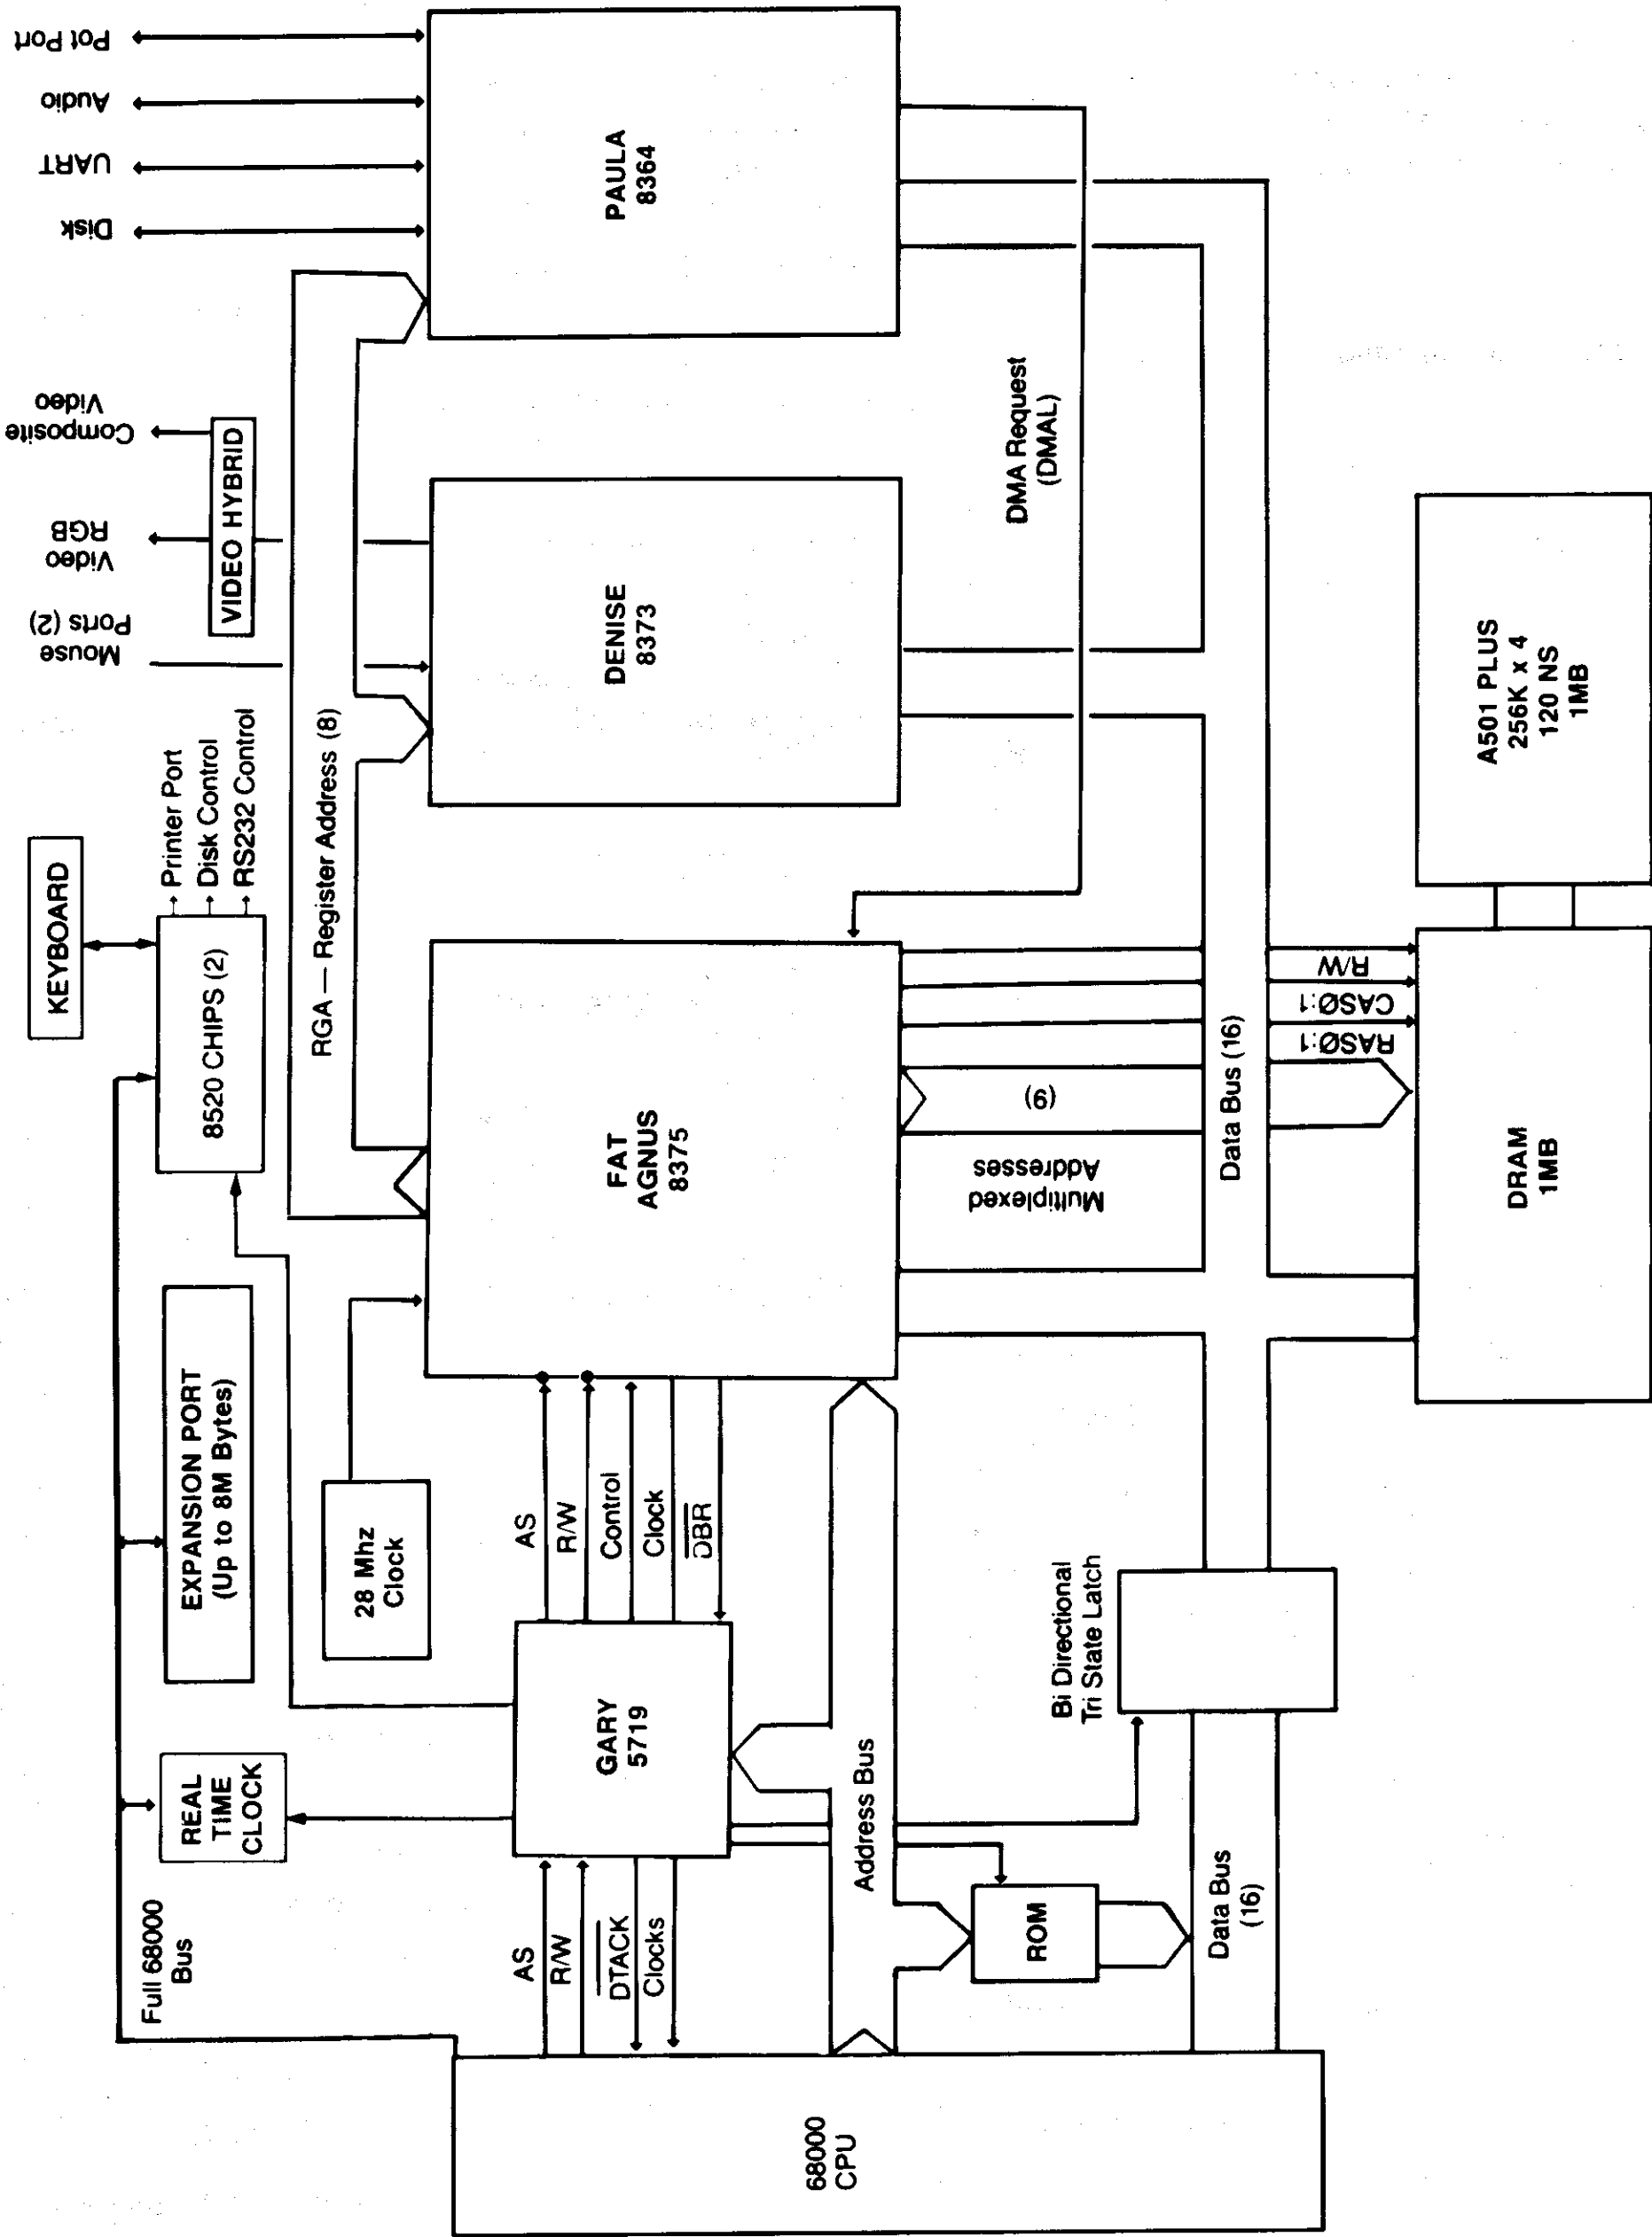 Full 68000
Bus
REAL
TIME
CLOCK
EXPANSION PORT
(Up to 8M Bytes)
KEYBOARD
8520 CHIPS (2)
Printer Port
Disk Control
RS232 Control
Mouse
Ports (2)
Video
RGB
Composite
Video
VIDEO HYBRID
Disk
UART
Audio
Pot Port
28 Mhz
Clock
RGA — Register Address (8)
68000
CPU
AS
R/W
DTACK
Clocks
GARY
5719
AS
R/W
Control
Clock
DBR
FAT
AGNUS
8375
DENISE
8373
PAULA
8364
DMA Request
(DMAL)
Address Bus
ROM
Bi Directional
Tri State Latch
Data Bus
(16)
Multiplexed
Addresses
(9)
Data Bus (16)
RASØ:1
CASØ:1
R/W
DRAM
1MB
A501 PLUS
256K x 4
120 NS
1MB